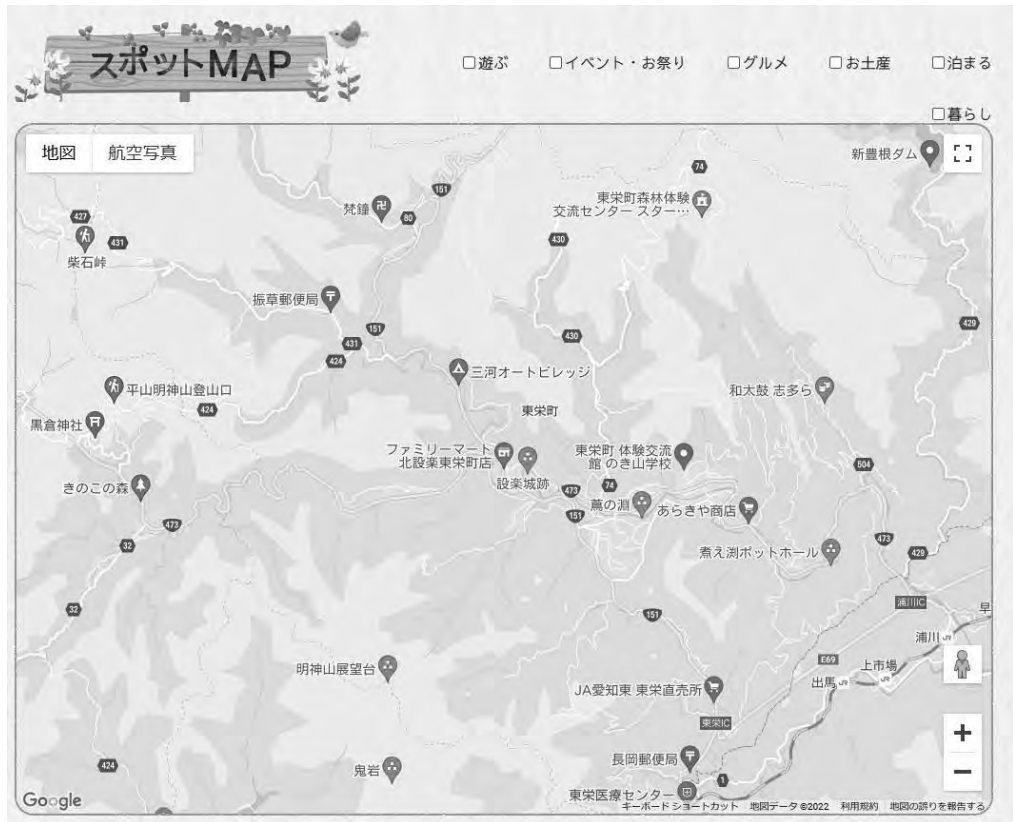 スポットMAP
□遊ぶ
□イベント・お祭り
□グルメ
□お土産
□泊まる
□暮らし
地図
航空写真
新豊根ダム
74
東栄町森林体験
交流センター スター…
151
梵鐘
80
427
431
柴石峠
430
振草郵便局
429
151
431
424
430
三河オートビレッジ
平山明神山登山口
424
和太鼓 志多ら
東栄町
黒倉神社
ファミリーマート
北設楽東栄町店
東栄町 体験交流
館 のき山学校
設楽城跡
504
きのこの森
473
74
蔦の淵
あらきや商店
151
473
32
473
煮え渕ポットホール
429
32
浦川IC
151
早
浦川
E69
上市場
明神山展望台
出馬
JA愛知東 東栄直売所
東栄IC
424
鬼岩
長岡郵便局
1
東栄医療センター
Google
キーボード ショートカット
地図データ ©2022
利用規約
地図の誤りを報告する